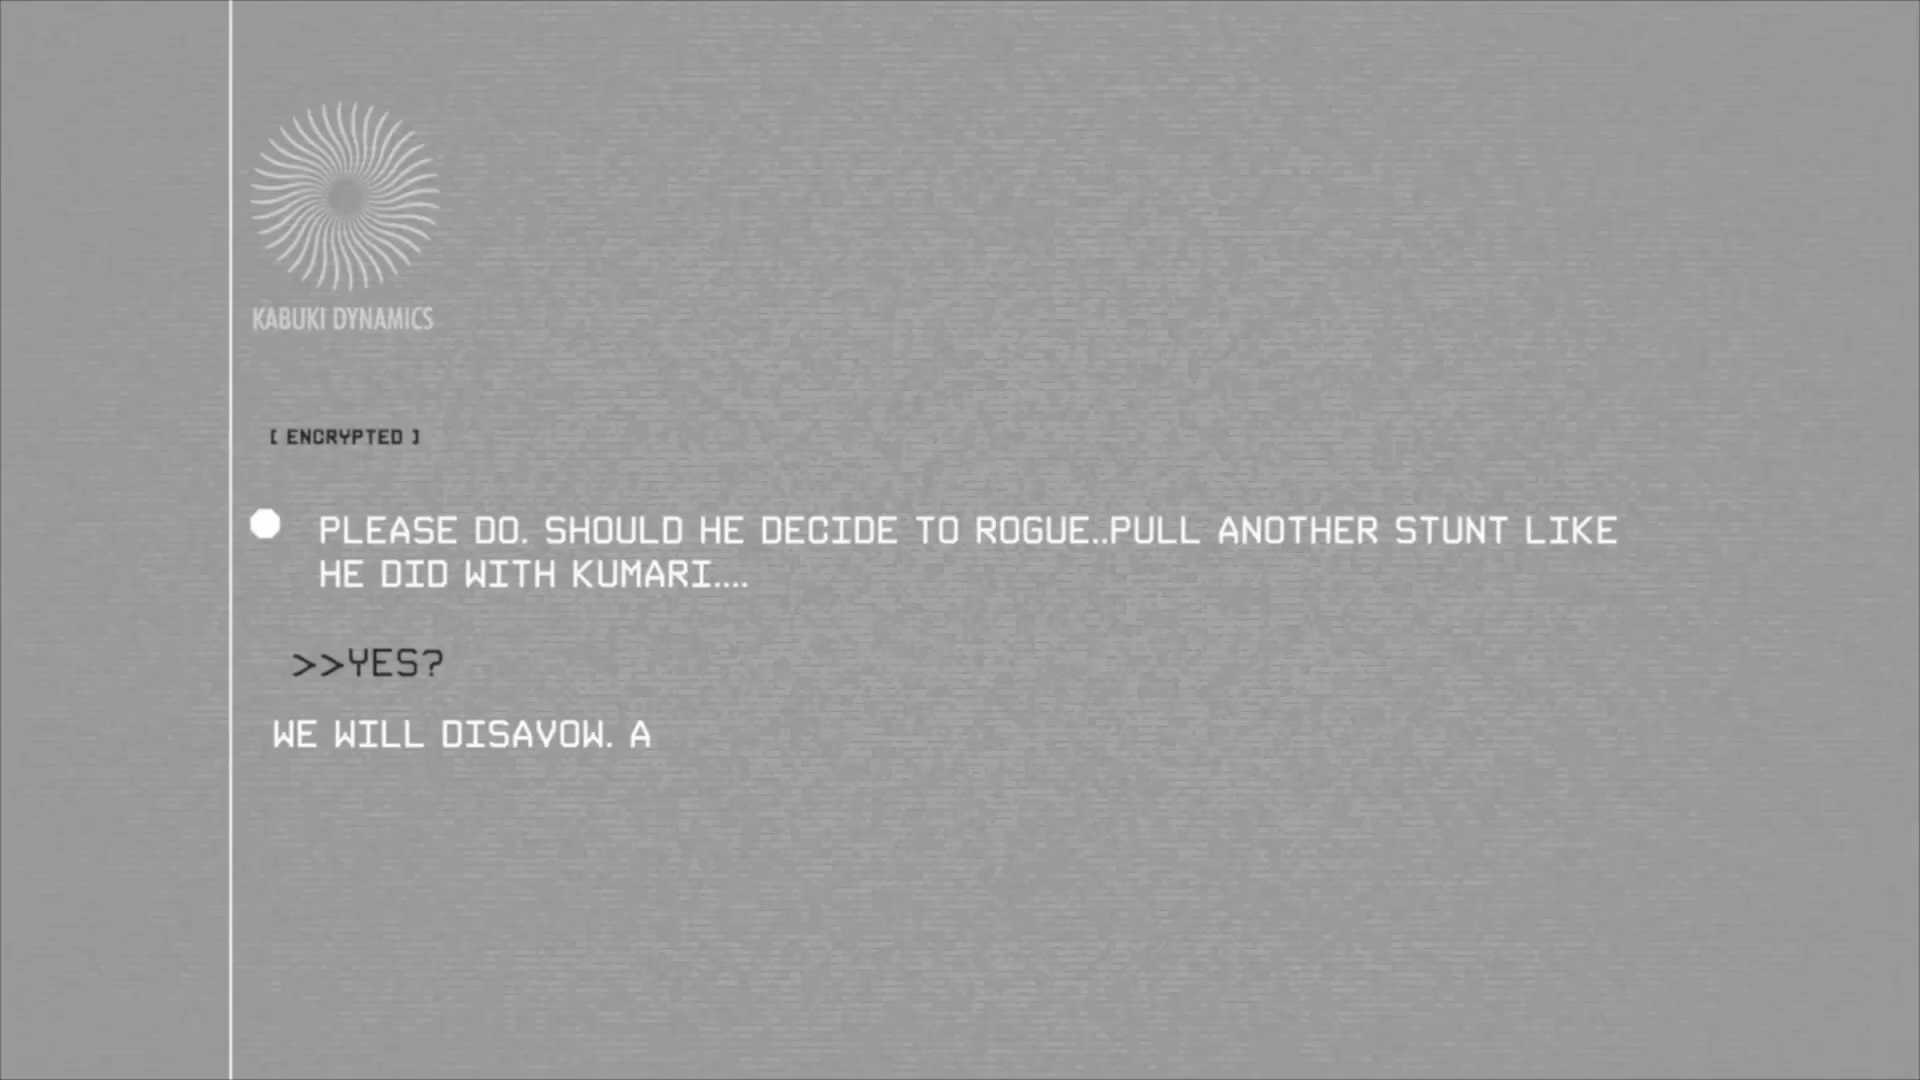 KABUKI DYNAMICS
[ ENCRYPTED ]
PLEASE DO. SHOULD HE DECIDE TO ROGUE..PULL ANOTHER STUNT LIKE
HE DID WITH KUMARI....
>>YES?
WE WILL DISAVOW. A